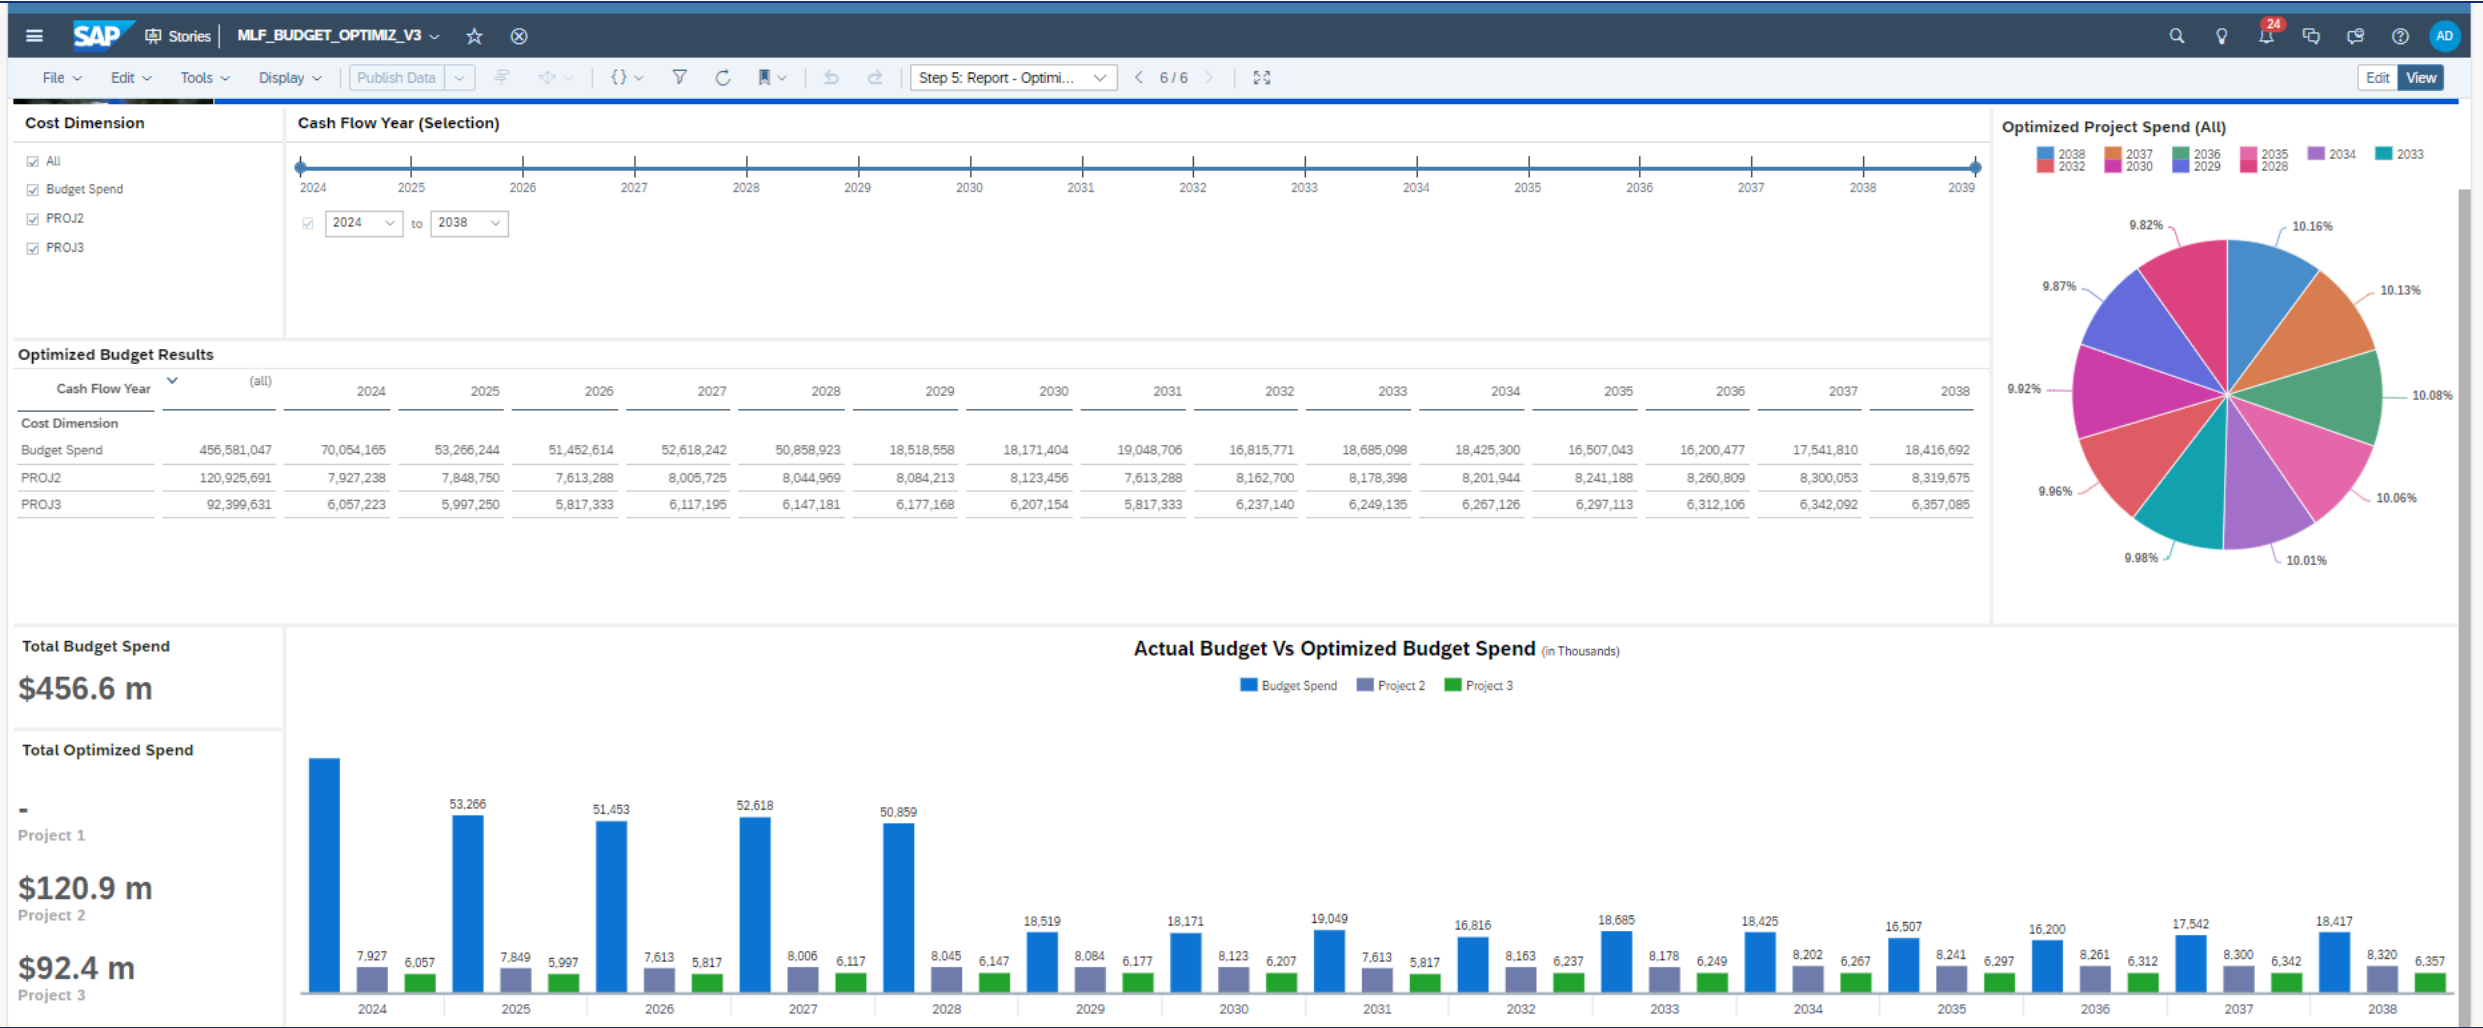 SAP Stories MLF_BUDGET_OPTIMIZ_V3 24 AD
File Edit Tools Display Publish Data {} Step 5: Report - Optimi... 6/6 Edit View
Cost Dimension
All
Budget Spend
PROJ2
PROJ3
Cash Flow Year (Selection)
2024 2025 2026 2027 2028 2029 2030 2031 2032 2033 2034 2035 2036 2037 2038 2039
2024 to 2038
Optimized Project Spend (All)
2038 2037 2036 2035 2034 2033
2032 2030 2029 2028
9.82% 10.16%
9.87% 10.13%
9.92% 10.08%
9.96% 10.06%
9.98% 10.01%
Optimized Budget Results
Cash Flow Year (all) 2024 2025 2026 2027 2028 2029 2030 2031 2032 2033 2034 2035 2036 2037 2038
Cost Dimension
Budget Spend 456,581,047 70,054,165 53,266,244 51,452,614 52,618,242 50,858,923 18,518,558 18,171,404 19,048,706 16,815,771 18,685,098 18,425,300 16,507,043 16,200,477 17,541,810 18,416,692
PROJ2 120,925,691 7,927,238 7,848,750 7,613,288 8,005,725 8,044,969 8,084,213 8,123,456 7,613,288 8,162,700 8,178,398 8,201,944 8,241,188 8,260,809 8,300,053 8,319,675
PROJ3 92,399,631 6,057,223 5,997,250 5,817,333 6,117,195 6,147,181 6,177,168 6,207,154 5,817,333 6,237,140 6,249,135 6,267,126 6,297,113 6,312,106 6,342,092 6,357,085
Total Budget Spend
$456.6 m
Total Optimized Spend
-
Project 1
$120.9 m
Project 2
$92.4 m
Project 3
Actual Budget Vs Optimized Budget Spend (in Thousands)
Budget Spend Project 2 Project 3
53,266 51,453 52,618 50,859 18,519 18,171 19,049 16,816 18,685 18,425 16,507 16,200 17,542 18,417
7,927 6,057 7,849 5,997 7,613 5,817 8,006 6,117 8,045 6,147 8,084 6,177 8,123 6,207 7,613 5,817 8,163 6,237 8,178 6,249 8,202 6,267 8,241 6,297 8,261 6,312 8,300 6,342 8,320 6,357
2024 2025 2026 2027 2028 2029 2030 2031 2032 2033 2034 2035 2036 2037 2038